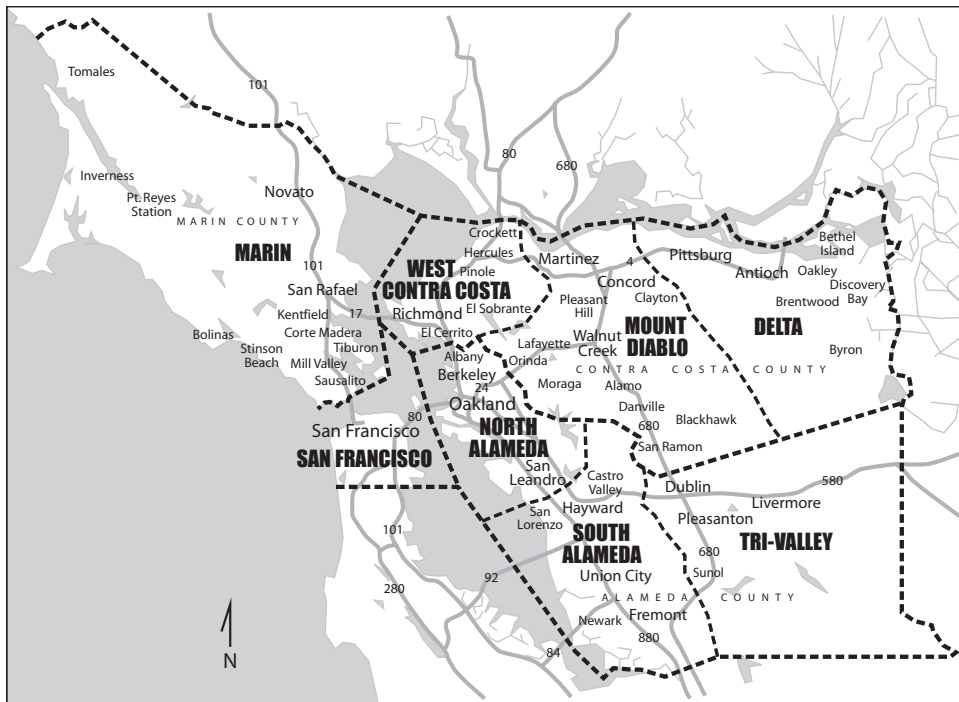 Tomales
101
80
680
Inverness
Pt. Reyes
Station
Novato
MARIN COUNTY
MARIN
101
San Rafael
Kentfield
17
Corte Madera
Tiburon
Bolinas
Stinson
Beach
Mill Valley
Sausalito
Crockett
Hercules
Pinole
WEST
CONTRA COSTA
Richmond
El Sobrante
El Cerrito
Martinez
4
Concord
Clayton
Pleasant
Hill
Walnut
Creek
MOUNT
DIABLO
Lafayette
Orinda
Moraga
CONTRA COSTA COUNTY
Alamo
Danville
Blackhawk
680
San Ramon
Pittsburg
Antioch
Bethel
Island
Oakley
Discovery
Bay
Brentwood
DELTA
Byron
Albany
Berkeley
24
Oakland
80
San Francisco
SAN FRANCISCO
NORTH
ALAMEDA
San
Leandro
Castro
Valley
Hayward
San
Lorenzo
SOUTH
ALAMEDA
Union City
Dublin
580
Livermore
Pleasanton
TRI-VALLEY
680
Sunol
ALAMEDA COUNTY
101
92
280
Newark
Fremont
880
84
N